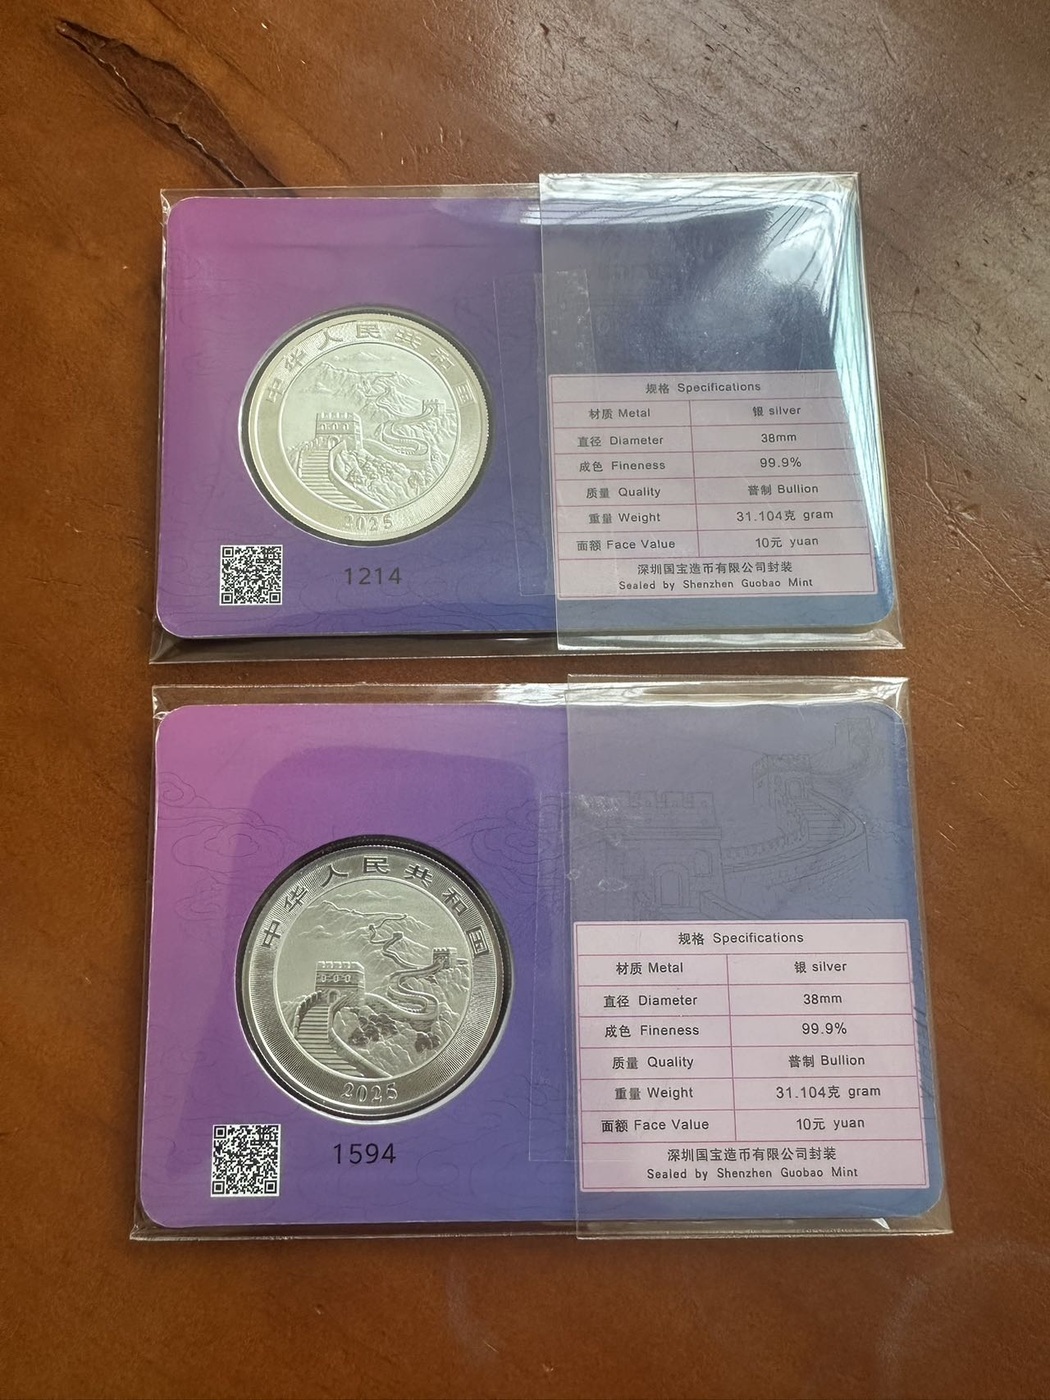 中华人民共和国
2025
1214
规格 Specifications
材质 Metal 银 silver
直径 Diameter 38mm
成色 Fineness 99.9%
质量 Quality 普制 Bullion
重量 Weight 31.104克 gram
面额 Face Value 10元 yuan
深圳国宝造币有限公司封装
Sealed by Shenzhen Guobao Mint
中华人民共和国
2025
1594
规格 Specifications
材质 Metal 银 silver
直径 Diameter 38mm
成色 Fineness 99.9%
质量 Quality 普制 Bullion
重量 Weight 31.104克 gram
面额 Face Value 10元 yuan
深圳国宝造币有限公司封装
Sealed by Shenzhen Guobao Mint